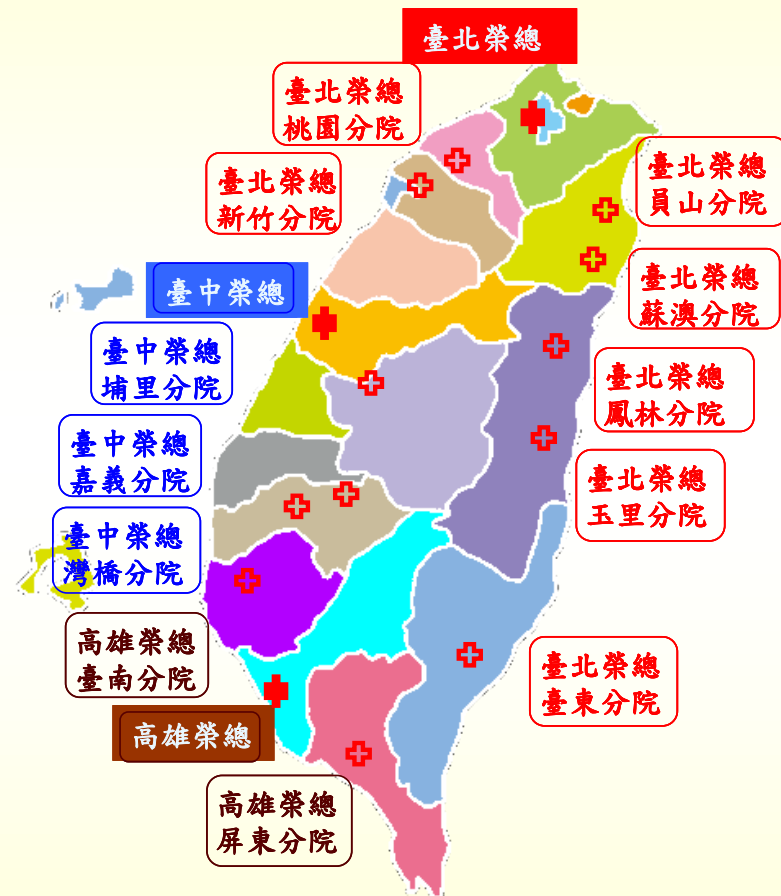 臺北榮總
臺北榮總
桃園分院
臺北榮總
新竹分院
臺北榮總
員山分院
臺北榮總
蘇澳分院
臺中榮總
臺中榮總
埔里分院
臺北榮總
鳳林分院
臺中榮總
嘉義分院
臺北榮總
玉里分院
臺中榮總
灣橋分院
高雄榮總
臺南分院
臺北榮總
臺東分院
高雄榮總
高雄榮總
屏東分院